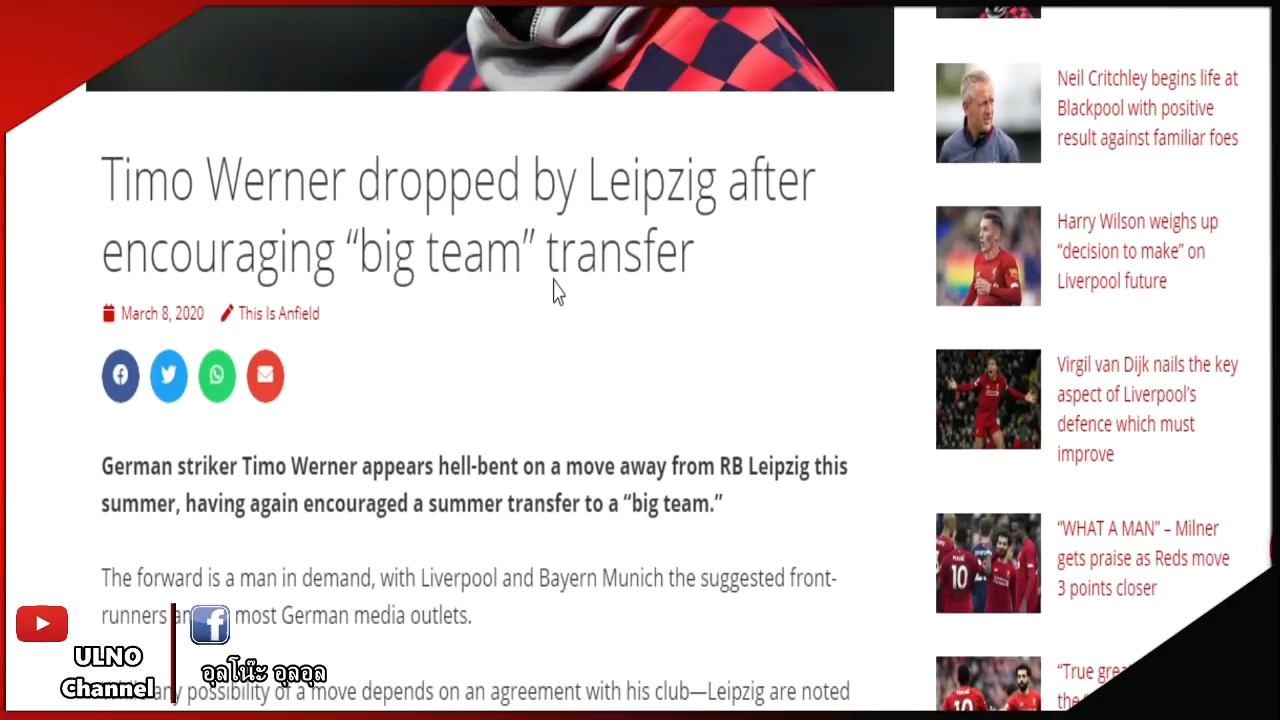 Timo Werner dropped by Leipzig after
encouraging “big team” transfer
March 8, 2020 This Is Anfield
German striker Timo Werner appears hell-bent on a move away from RB Leipzig this
summer, having again encouraged a summer transfer to a “big team.”
The forward is a man in demand, with Liverpool and Bayern Munich the suggested front-
runners most German media outlets.
any possibility of a move depends on an agreement with his club—Leipzig are noted
Neil Critchley begins life at
Blackpool with positive
result against familiar foes
Harry Wilson weighs up
“decision to make” on
Liverpool future
Virgil van Dijk nails the key
aspect of Liverpool’s
defence which must
improve
“WHAT A MAN” – Milner
gets praise as Reds move
3 points closer
“True
the
ULNO
Channel
อุลโน๊ะ อุลอุล